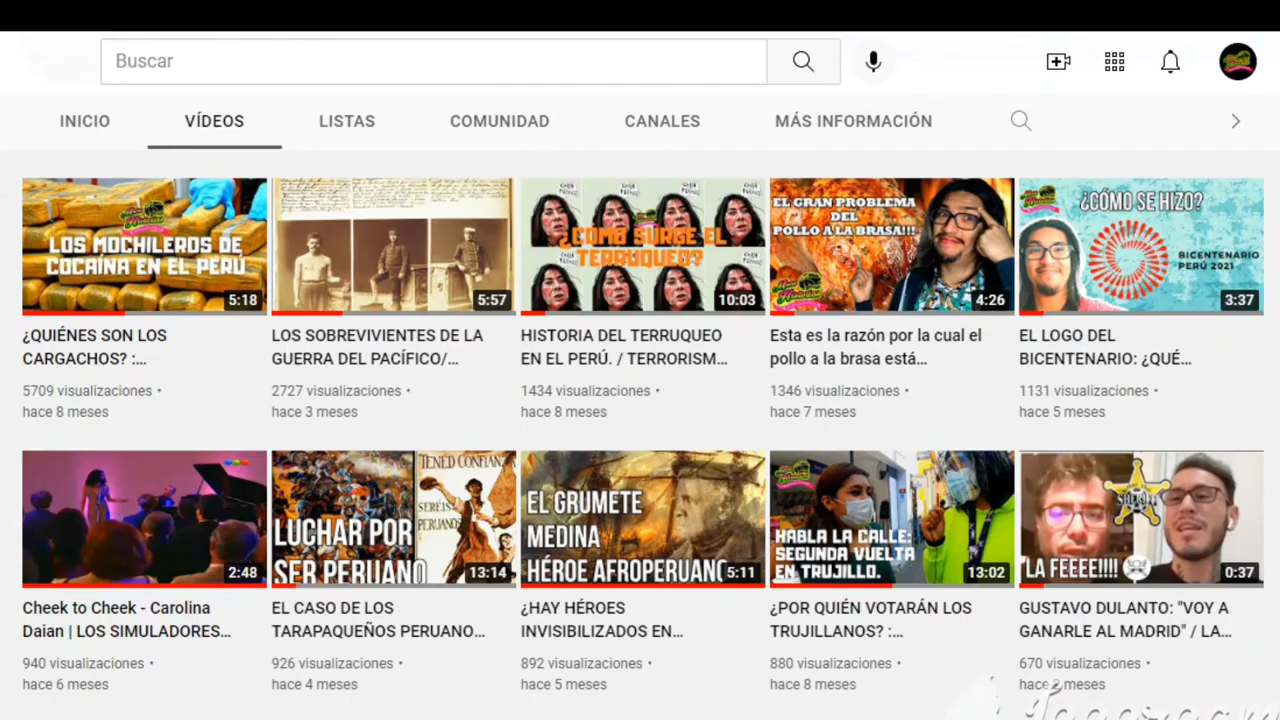 Buscar
INICIO
VÍDEOS
LISTAS
COMUNIDAD
CANALES
MÁS INFORMACIÓN
LOS MOCHILEROS DE
COCAÍNA EN EL PERÚ
5:18
¿QUIÉNES SON LOS
CARGACHOS? :...
5709 visualizaciones •
hace 8 meses
5:57
LOS SOBREVIVIENTES DE LA
GUERRA DEL PACÍFICO/...
2727 visualizaciones •
hace 3 meses
¿COMO SURGE EL
TERRUQUEO?
10:03
HISTORIA DEL TERRUQUEO
EN EL PERÚ. / TERRORISM...
1434 visualizaciones •
hace 8 meses
EL GRAN PROBLEMA
DEL
POLLO A LA BRASA!!!
4:26
Esta es la razón por la cual el
pollo a la brasa está...
1346 visualizaciones •
hace 7 meses
¿CÓMO SE HIZO?
BICENTENARIO
PERÚ 2021
3:37
EL LOGO DEL
BICENTENARIO: ¿QUÉ...
1131 visualizaciones •
hace 5 meses
2:48
Cheek to Cheek - Carolina
Daian | LOS SIMULADORES...
940 visualizaciones •
hace 6 meses
TENED CONFIANZA
SERÉIS
PERUANOS
LUCHAR POR
SER PERUANO
13:14
EL CASO DE LOS
TARAPAQUEÑOS PERUANO...
926 visualizaciones •
hace 4 meses
EL GRUMETE
MEDINA
HÉROE AFROPERUANO
5:11
¿HAY HÉROES
INVISIBILIZADOS EN...
892 visualizaciones •
hace 5 meses
HABLA LA CALLE:
SEGUNDA VUELTA
EN TRUJILLO.
13:02
¿POR QUIÉN VOTARÁN LOS
TRUJILLANOS? :...
880 visualizaciones •
hace 8 meses
SHERIFF
LA FEEEE!!!!
0:37
GUSTAVO DULANTO: "VOY A
GANARLE AL MADRID" / LA...
670 visualizaciones •
hace 2 meses